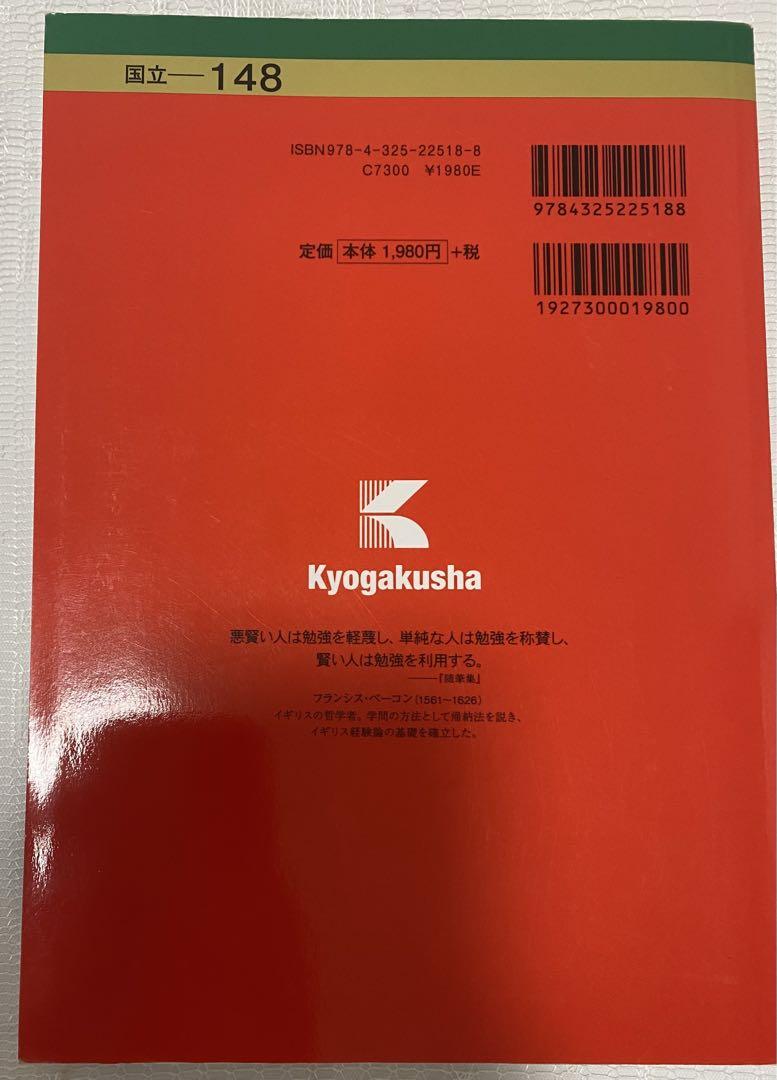 国立—148
ISBN978-4-325-22518-8
C7300 ¥1980E
9784325225188
定価 本体 1,980円 +税
1927300019800
Kyogakusha
悪賢い人は勉強を軽蔑し、単純な人は勉強を称賛し、
賢い人は勉強を利用する。
——『随筆集』
フランシス・ベーコン(1561〜1626)
イギリスの哲学者。学問の方法として帰納法を説き、
イギリス経験論の基礎を確立した。